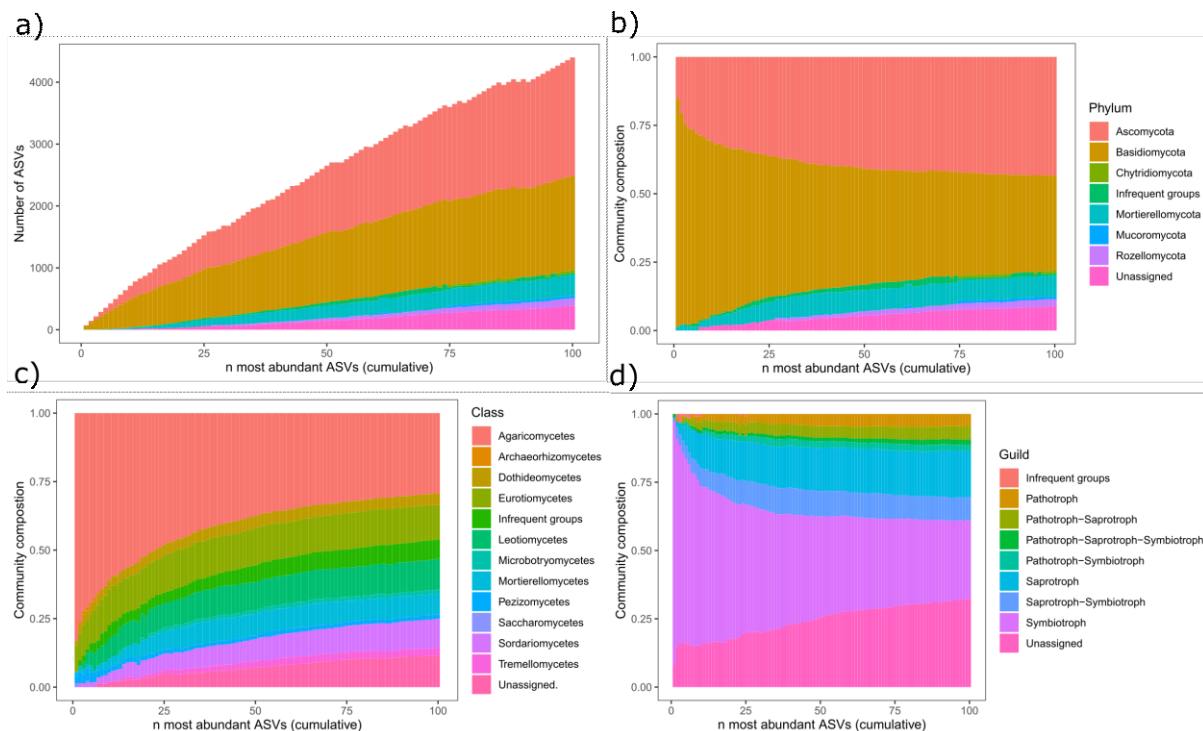 a)
Number of ASVs
4000
3000
2000
1000
0
0 25 50 75 100
n most abundant ASVs (cumulative)
b)
Community compostion
1.00
0.75
0.50
0.25
0.00
0 25 50 75 100
n most abundant ASVs (cumulative)
Phylum
Ascomycota
Basidiomycota
Chytridiomycota
Infrequent groups
Mortierellomycota
Mucoromycota
Rozellomycota
Unassigned
c)
Community compostion
1.00
0.75
0.50
0.25
0.00
0 25 50 75 100
n most abundant ASVs (cumulative)
Class
Agaricomycetes
Archaeorhizomycetes
Dothideomycetes
Eurotiomycetes
Infrequent groups
Leotiomycetes
Microbotryomycetes
Mortierellomycetes
Pezizomycetes
Saccharomycetes
Sordariomycetes
Tremellomycetes
Unassigned.
d)
Community compostion
1.00
0.75
0.50
0.25
0.00
0 25 50 75 100
n most abundant ASVs (cumulative)
Guild
Infrequent groups
Pathotroph
Pathotroph−Saprotroph
Pathotroph−Saprotroph−Symbiotroph
Pathotroph−Symbiotroph
Saprotroph
Saprotroph−Symbiotroph
Symbiotroph
Unassigned